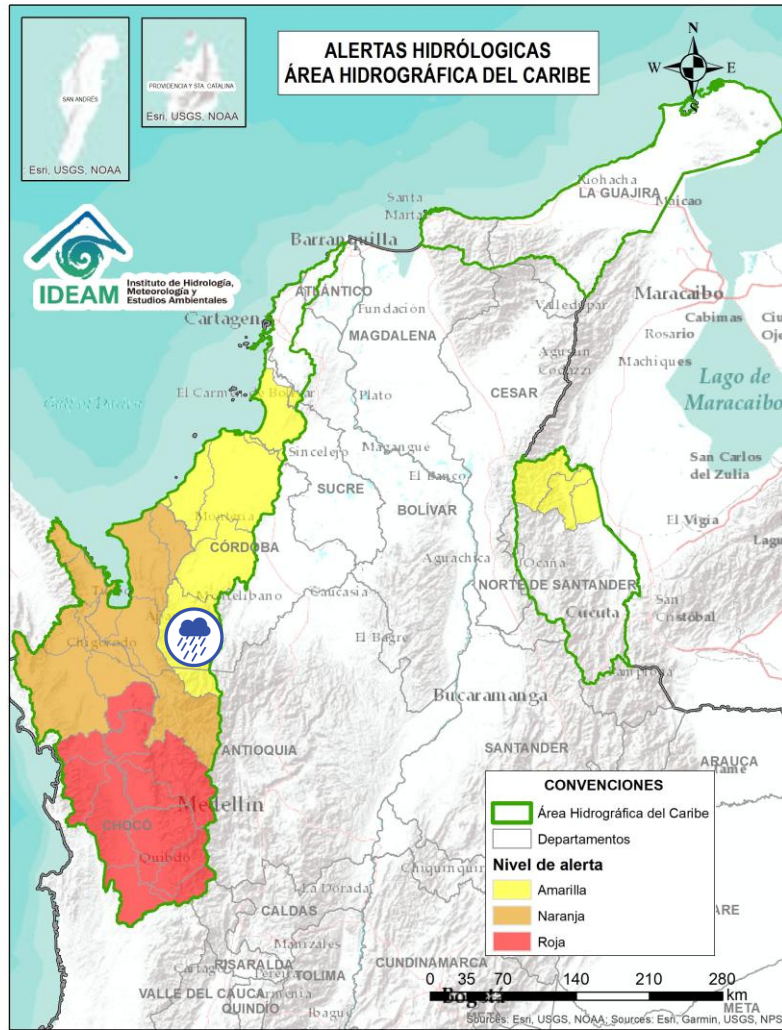 ALERTAS HIDRÓLOGICAS
ÁREA HIDROGRÁFICA DEL CARIBE
N
W
E
S
SAN ANDRÉS
PROVIDENCIA Y STA. CATALINA
Esri, USGS, NOAA
: Esri, USGS, NOAA
IDEAM
Instituto de Hidrología,
Meteorología y
Estudios Ambientales
Riohacha
LA GUAJIRA
Maicao
Santa
Marta
Barranquilla
ATLÁNTICO
Fundación
Valledupar
Maracaibo
Cabimas
Rosario
Cartagen
MAGDALENA
Agustín
Codazzi
Machiques
CESAR
Lago de
Maracaibo
El Carmen de Bolívar
Plato
Sincelejo
Magangue
San Carlos
del Zulia
El Banco
SUCRE
BOLÍVAR
Montería
El Vigía
CÓRDOBA
Aguachica
Ocaña
NORTE DE SANTANDER
Montelíbano
Caucasia
Cucuta
San
Cristóbal
El Bagre
Chigorodó
Bucaramanga
ANTIOQUIA
SANTANDER
ARAUCA
Medellín
CHOCÓ
Quibdó
La Dorada
CALDAS
Manizales
RISARALDA
TOLIMA
CUNDINAMARCA
VALLE DEL CAUCA
Armenia
QUINDÍO
Ibague
Bogotá
META
META
CONVENCIONES
Área Hidrográfica del Caribe
Departamentos
Nivel de alerta
Amarilla
Naranja
Roja
0 35 70 140 210 280
km
Sources: Esri, USGS, NOAA; Sources: Esri, Garmin, USGS, NPS